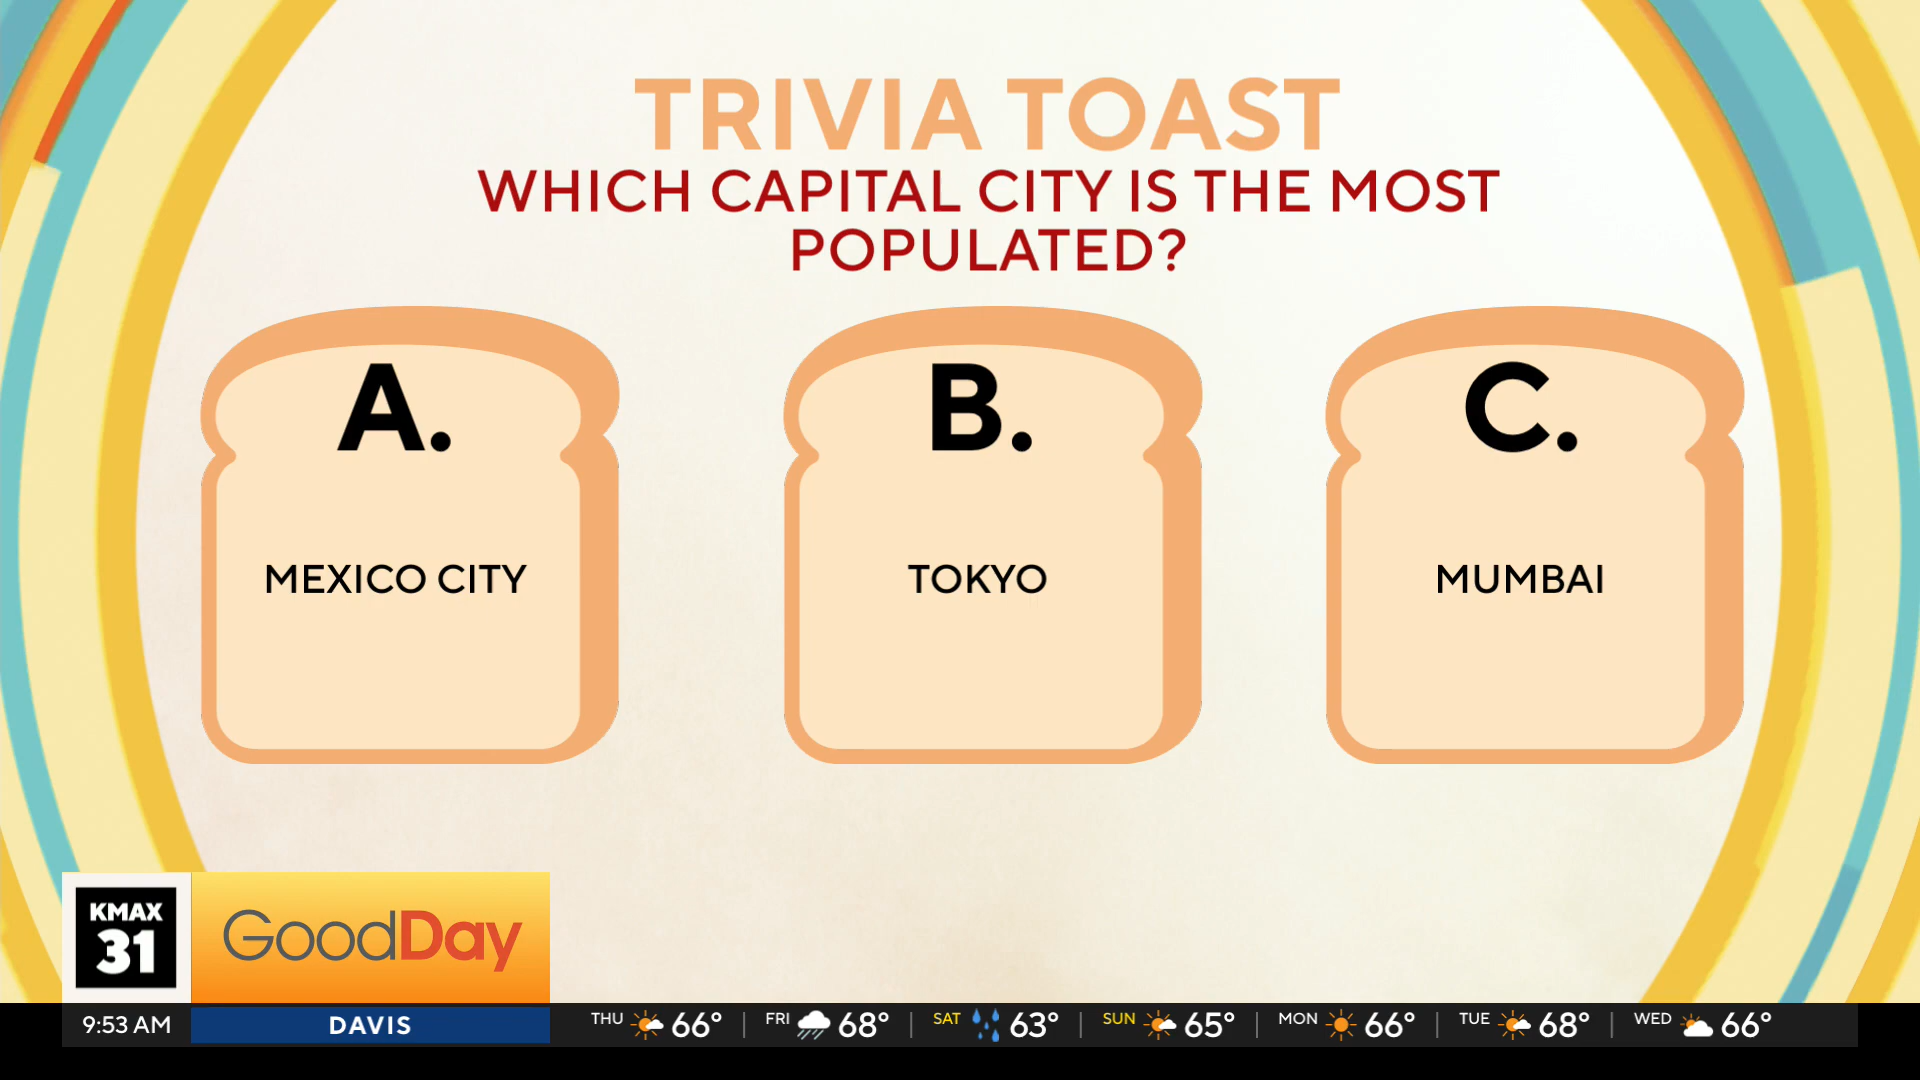 TRIVIA TOAST
WHICH CAPITAL CITY IS THE MOST
POPULATED?
A.
B.
C.
MEXICO CITY
TOKYO
MUMBAI
KMAX
31
GoodDay
9:53 AM
DAVIS
THU 66° | FRI 68° | SAT 63° | SUN 65° | MON 66° | TUE 68° | WED 66°